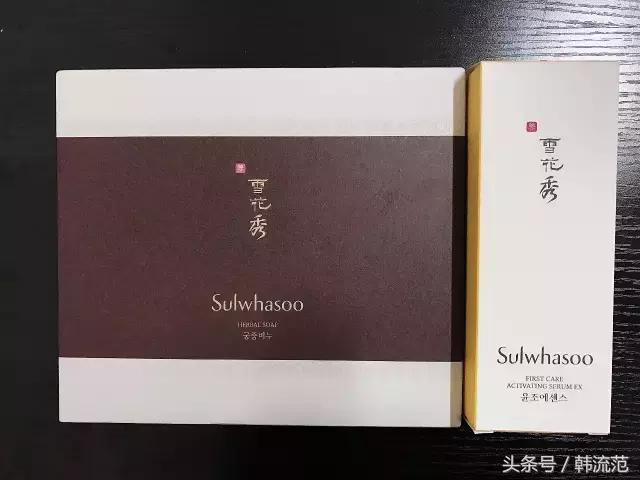 雪花秀
Sulwhasoo
HERBAL SOAP
궁중비누
雪花秀
Sulwhasoo
FIRST CARE
ACTIVATING SERUM EX
윤조에센스
头条号 / 韩流范